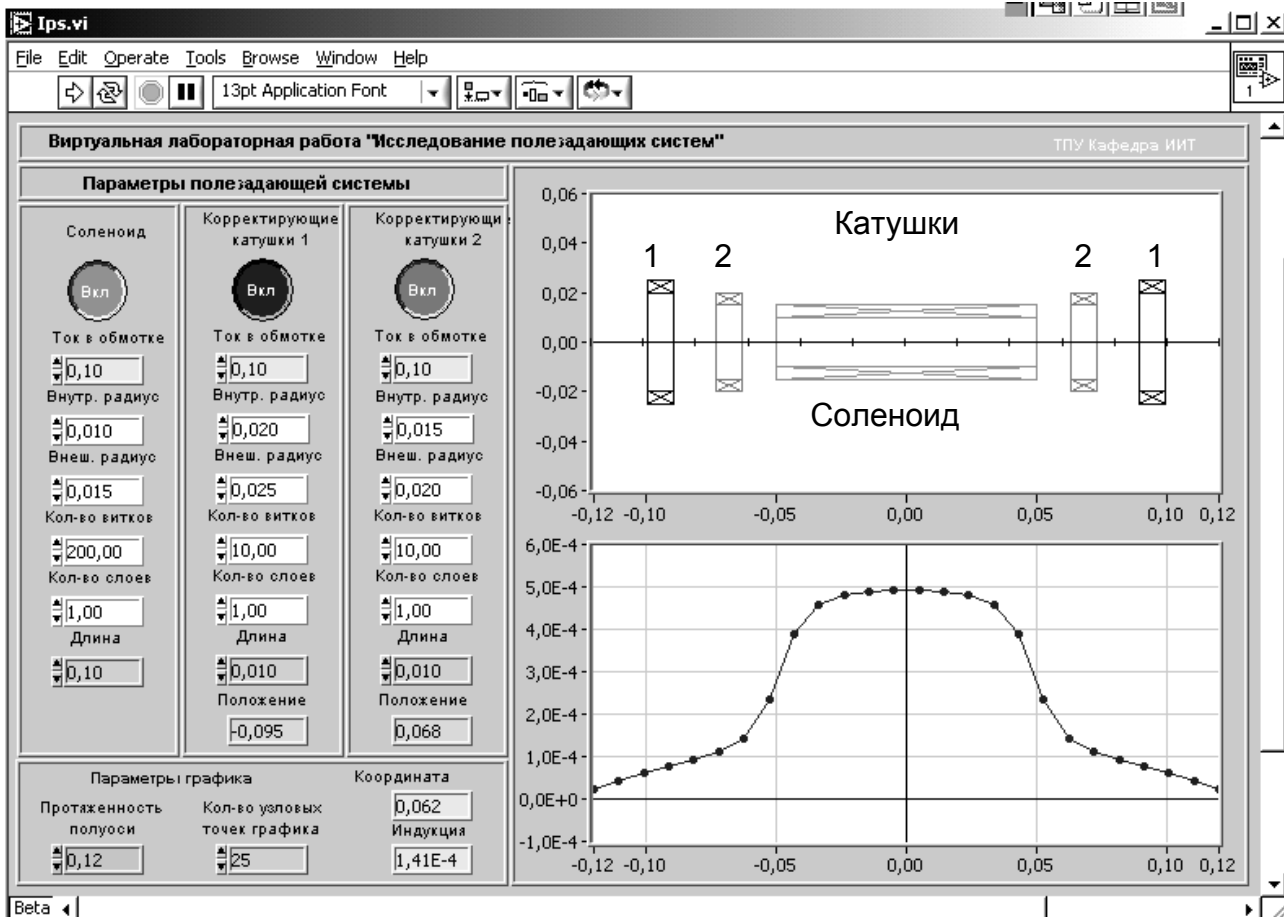 Ips.vi
File Edit Operate Tools Browse Window Help
13pt Application Font
1
Виртуальная лабораторная работа "Исследование полезадающих систем"
ТПУ Кафедра ИИТ
Параметры полезадающей системы
Соленоид
Вкл
Ток в обмотке
0,10
Внутр. радиус
0,010
Внеш. радиус
0,015
Кол-во витков
200,00
Кол-во слоев
1,00
Длина
0,10
Корректирующие
катушки 1
Вкл
Ток в обмотке
0,10
Внутр. радиус
0,020
Внеш. радиус
0,025
Кол-во витков
10,00
Кол-во слоев
1,00
Длина
0,010
Положение
-0,095
Корректирующи
катушки 2
Вкл
Ток в обмотке
0,10
Внутр. радиус
0,015
Внеш. радиус
0,020
Кол-во витков
10,00
Кол-во слоев
1,00
Длина
0,010
Положение
0,068
Параметры графика
Протяженность
полуоси
0,12
Кол-во узловых
точек графика
25
Координата
0,062
Индукция
1,41E-4
Катушки
1 2 2 1
Соленоид
0,06
0,04
0,02
0,00
-0,02
-0,04
-0,06
-0,12 -0,10 -0,05 0,00 0,05 0,10 0,12
6,0E-4
5,0E-4
4,0E-4
3,0E-4
2,0E-4
1,0E-4
0,0E+0
-1,0E-4
-0,12 -0,10 -0,05 0,00 0,05 0,10 0,12
Beta